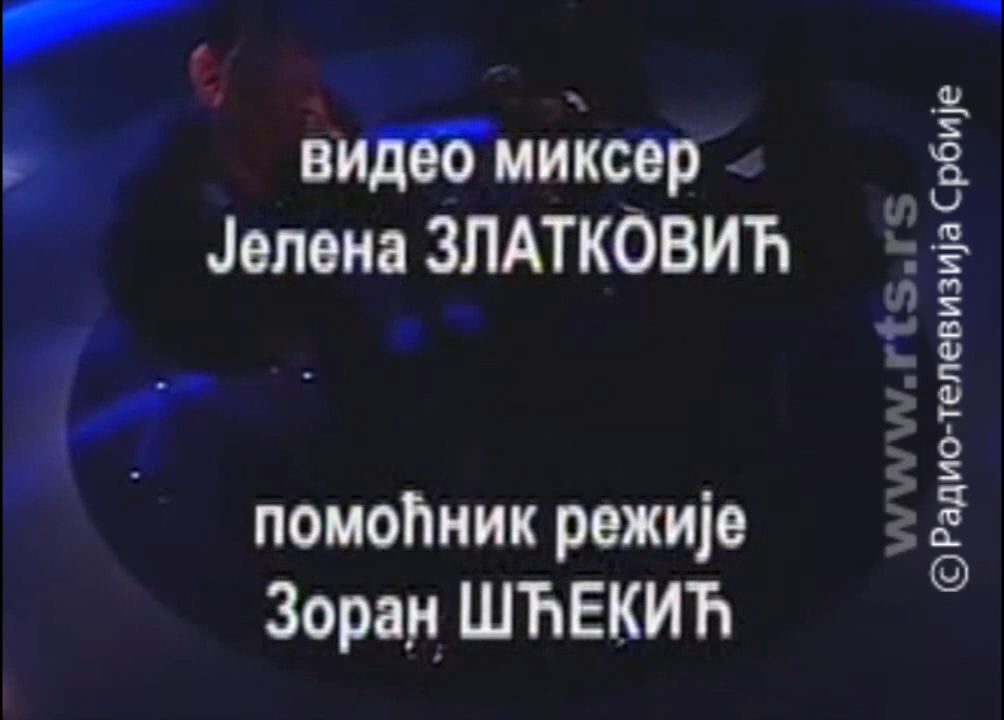 видео миксер
Јелена ЗЛАТКОВИЋ
помоћник режије
Зоран ШЋЕКИЋ
www.rts.rs
©Радио-телевизија Србије